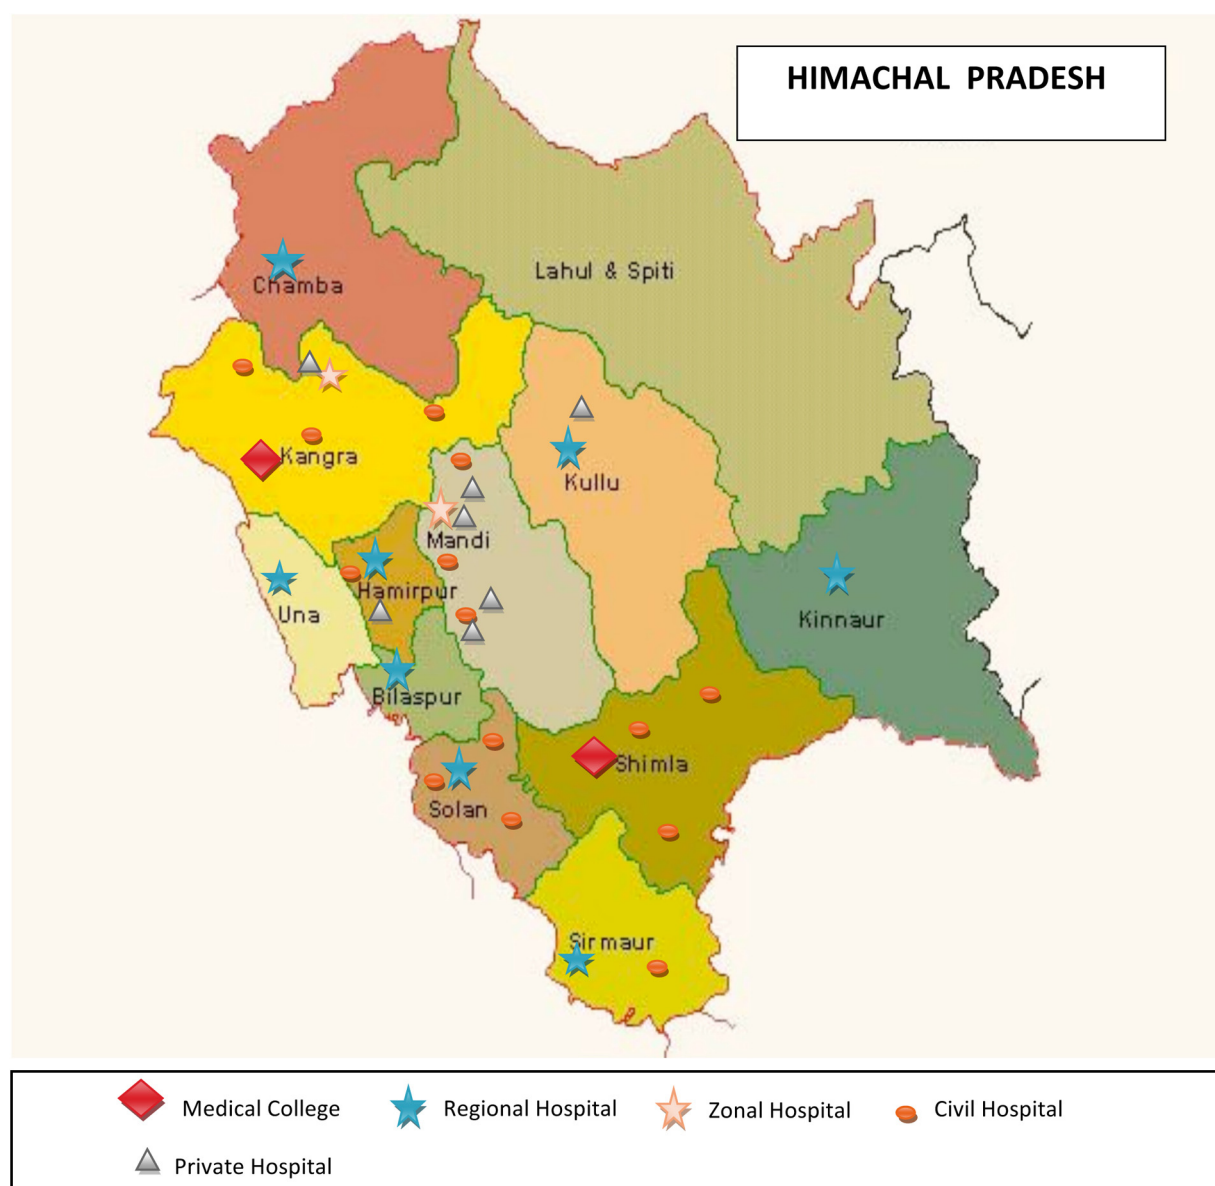 HIMACHAL PRADESH
Lahul & Spiti
Chamba
Kangra
Kullu
Mandi
Hamirpur
Una
Kinnaur
Bilaspur
Shimla
Solan
Sirmaur
Medical College
Regional Hospital
Zonal Hospital
Civil Hospital
Private Hospital